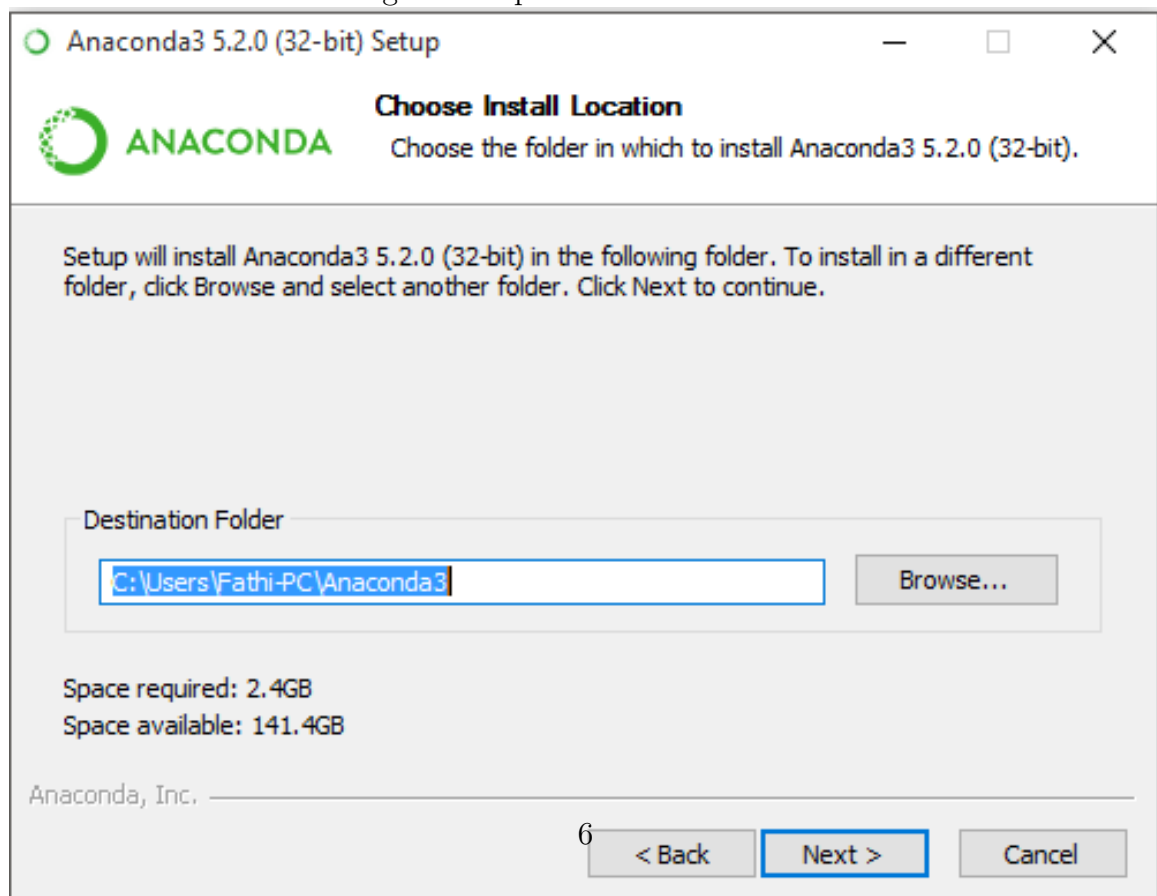 Anaconda3 5.2.0 (32-bit) Setup
ANACONDA
Choose Install Location
Choose the folder in which to install Anaconda3 5.2.0 (32-bit).
Setup will install Anaconda3 5.2.0 (32-bit) in the following folder. To install in a different
folder, click Browse and select another folder. Click Next to continue.
Destination Folder
C:\Users\Fathi-PC\Anaconda3
Browse...
Space required: 2.4GB
Space available: 141.4GB
Anaconda, Inc.
6
< Back
Next >
Cancel